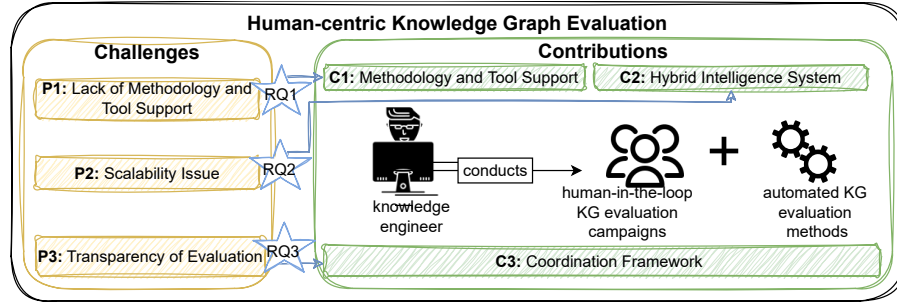 Human-centric Knowledge Graph Evaluation
Challenges
P1: Lack of Methodology and
Tool Support
RQ1
P2: Scalability Issue
RQ2
P3: Transparency of Evaluation
RQ3
Contributions
C1: Methodology and Tool Support
C2: Hybrid Intelligence System
knowledge
engineer
conducts
human-in-the-loop
KG evaluation
campaigns
+
automated KG
evaluation
methods
C3: Coordination Framework